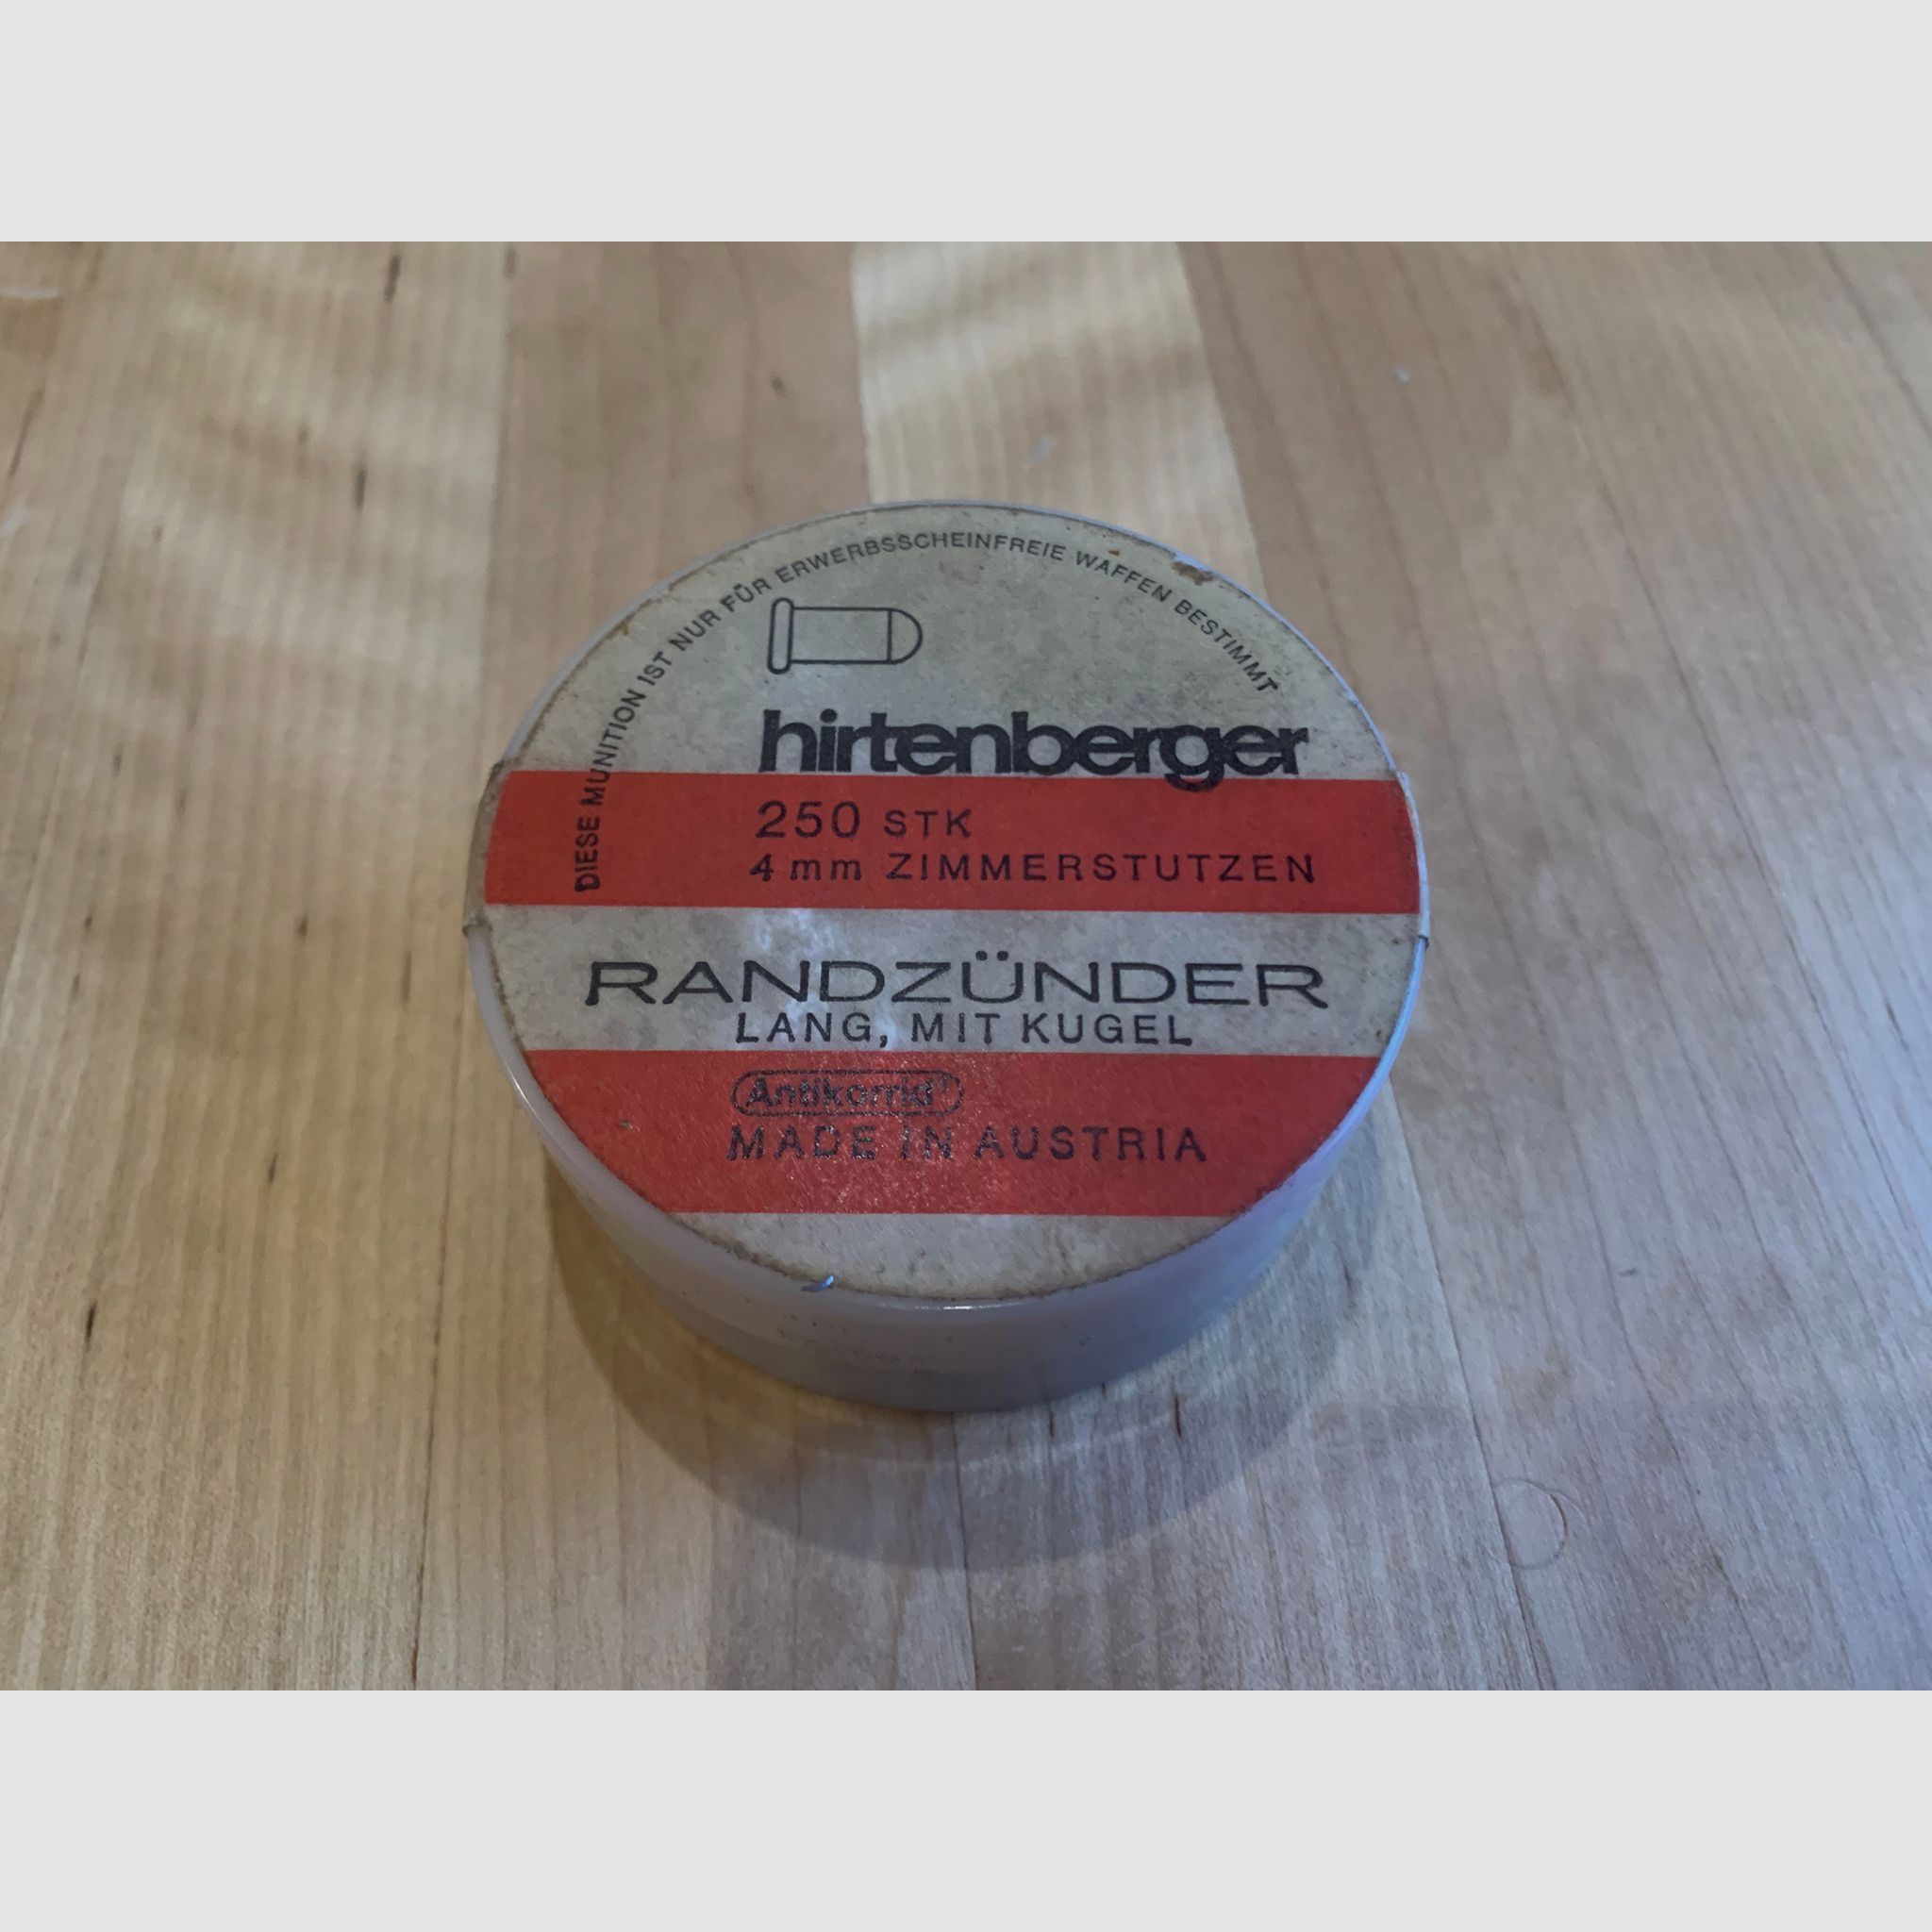 DIESE MUNITION IST NUR FÜR ERWERBSSCHEINFREIE WAFFEN BESTIMMT
hirtenberger
250 STK
4 mm ZIMMERSTUTZEN
RANDZÜNDER
LANG, MIT KUGEL
Antikorrid
MADE IN AUSTRIA